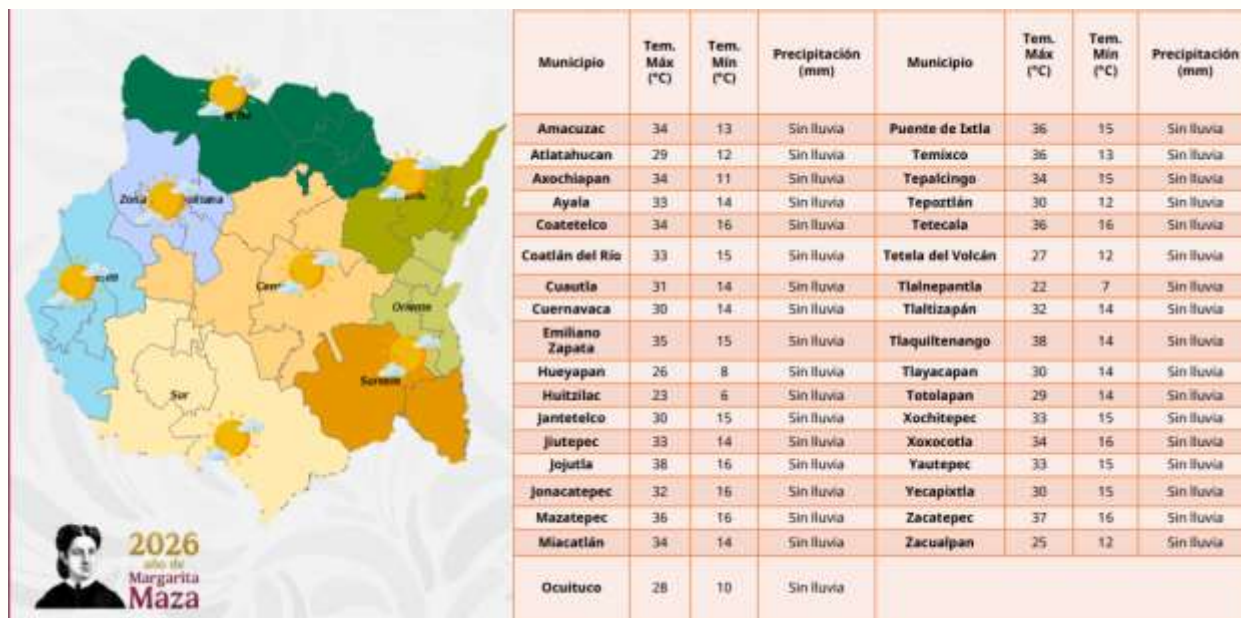 Zona
Oriente
Sur
2026
año de
Margarita
Maza
Municipio Tem. Máx (°C) Tem. Mín (°C) Precipitación (mm) Municipio Tem. Máx (°C) Tem. Mín (°C) Precipitación (mm)
Amacuzac 34 13 Sin lluvia Puente de Ixtla 36 15 Sin lluvia
Atlatahucan 29 12 Sin lluvia Temixco 36 13 Sin lluvia
Axochiapan 34 11 Sin lluvia Tepalcingo 34 15 Sin lluvia
Ayala 33 14 Sin lluvia Tepoztlán 30 12 Sin lluvia
Coatetelco 34 16 Sin lluvia Tetecala 36 16 Sin lluvia
Coatlán del Río 33 15 Sin lluvia Tetela del Volcán 27 12 Sin lluvia
Cuautla 31 14 Sin lluvia Tlalnepantla 22 7 Sin lluvia
Cuernavaca 30 14 Sin lluvia Tlaltizapán 32 14 Sin lluvia
Emiliano Zapata 35 15 Sin lluvia Tlaquiltenango 38 14 Sin lluvia
Hueyapan 26 8 Sin lluvia Tlayacapan 30 14 Sin lluvia
Huitzilac 23 6 Sin lluvia Totolapan 29 14 Sin lluvia
Jantetelco 30 15 Sin lluvia Xochitepec 33 15 Sin lluvia
Jiutepec 33 14 Sin lluvia Xoxocotla 34 16 Sin lluvia
Jojutla 38 16 Sin lluvia Yautepec 33 15 Sin lluvia
Jonacatepec 32 16 Sin lluvia Yecapixtla 30 15 Sin lluvia
Mazatepec 36 16 Sin lluvia Zacatepec 37 16 Sin lluvia
Miacatlán 34 14 Sin lluvia Zacualpan 25 12 Sin lluvia
Ocuituco 28 10 Sin lluvia